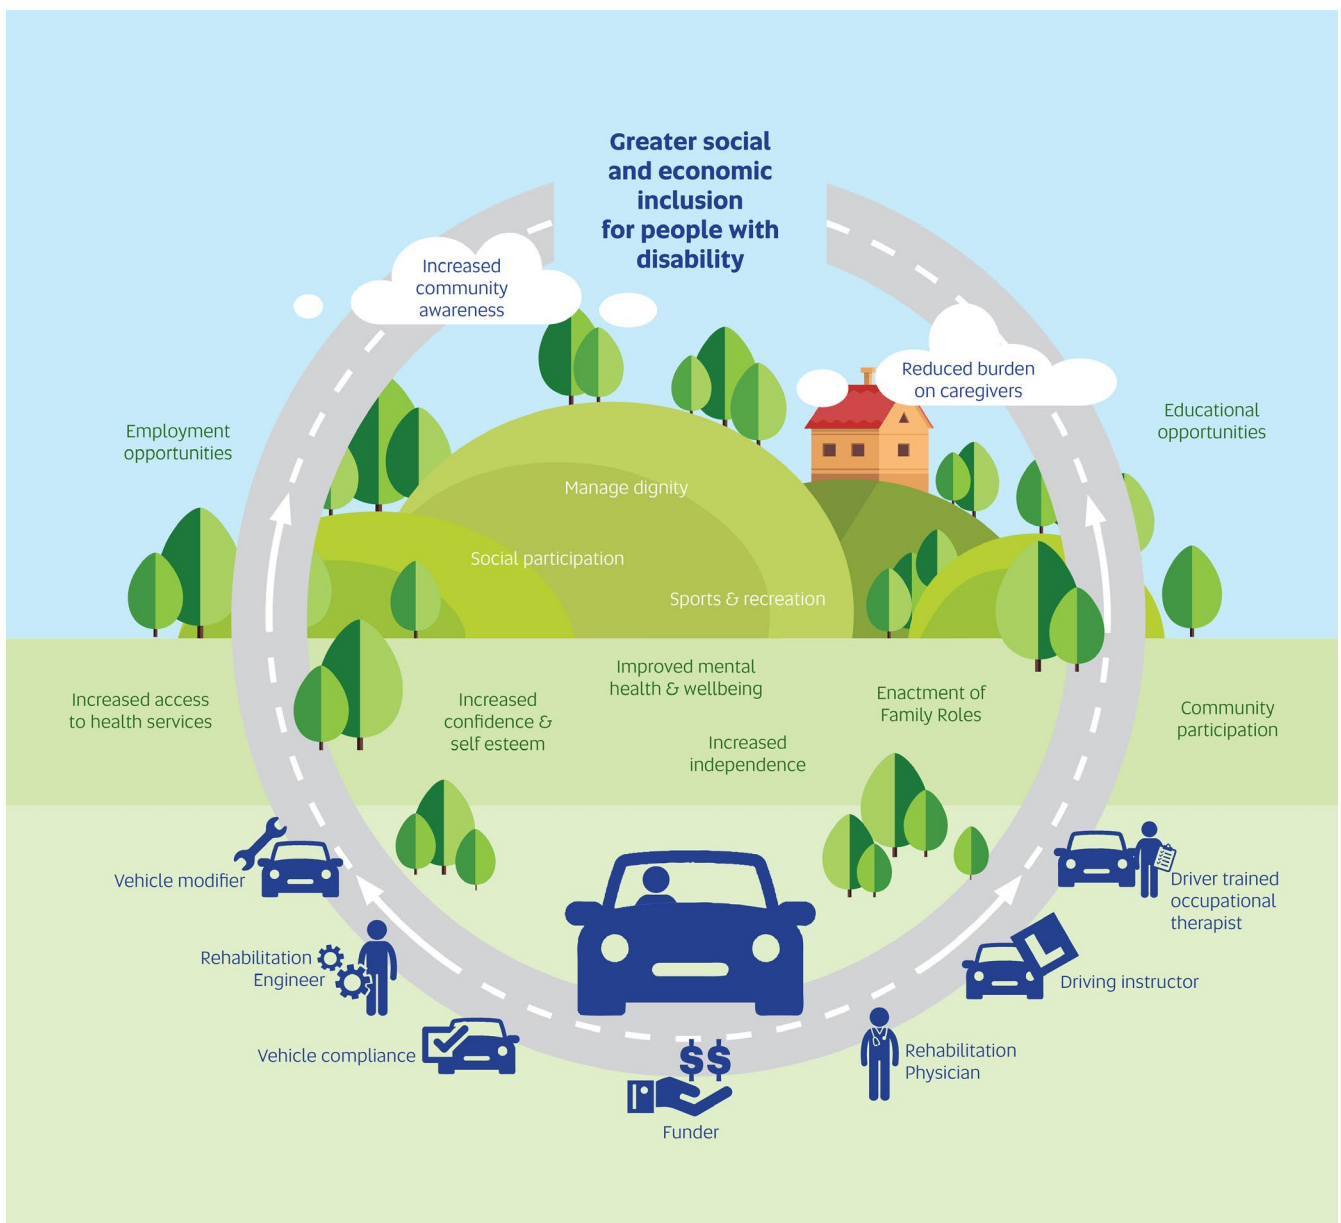 Greater social
and economic
inclusion
for people with
disability
Increased
community
awareness
Reduced burden
on caregivers
Employment
opportunities
Educational
opportunities
Manage dignity
Social participation
Sports & recreation
Increased access
to health services
Increased
confidence &
self esteem
Improved mental
health & wellbeing
Increased
independence
Enactment of
Family Roles
Community
participation
Vehicle modifier
Rehabilitation
Engineer
Vehicle compliance
$$
Funder
Rehabilitation
Physician
L
Driving instructor
Driver trained
occupational
therapist